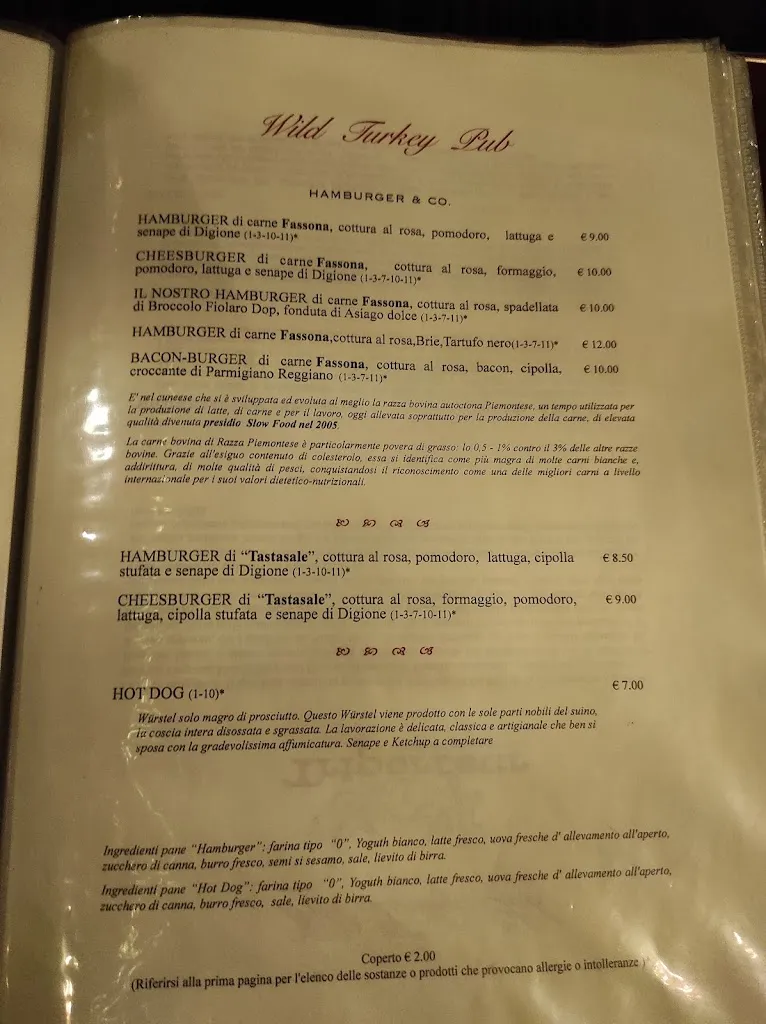 Wild Turkey Pub
HAMBURGER & CO.
HAMBURGER di carne Fassona, cottura al rosa, pomodoro, lattuga e € 9.00
senape di Digione (1-3-10-11)*
CHEESBURGER di carne Fassona, cottura al rosa, formaggio, € 10.00
pomodoro, lattuga e senape di Digione (1-3-7-10-11)*
IL NOSTRO HAMBURGER di carne Fassona, cottura al rosa, spadellata € 10.00
di Broccolo Fiolaro Dop, fonduta di Asiago dolce (1-3-7-11)*
HAMBURGER di carne Fassona,cottura al rosa,Brie,Tartufo nero(1-3-7-11)* € 12.00
BACON-BURGER di carne Fassona, cottura al rosa, bacon, cipolla, € 10.00
croccante di Parmigiano Reggiano (1-3-7-11)*
E' nel cuneese che si è sviluppata ed evoluta al meglio la razza bovina autoctona Piemontese, un tempo utilizzata per
la produzione di latte, di carne e per il lavoro, oggi allevata soprattutto per la produzione della carne, di elevata
qualità divenuta presidio Slow Food nel 2005.
La carne bovina di Razza Piemontese è particolarmente povera di grasso: lo 0,5 - 1% contro il 3% delle altre razze
bovine. Grazie all'esiguo contenuto di colesterolo, essa si identifica come più magra di molte carni bianche e,
addirittura, di molte qualità di pesci, conquistandosi il riconoscimento come una delle migliori carni a livello
internazionale per i suoi valori dietetico-nutrizionali.
HAMBURGER di “Tastasale”, cottura al rosa, pomodoro, lattuga, cipolla € 8.50
stufata e senape di Digione (1-3-10-11)*
CHEESBURGER di “Tastasale”, cottura al rosa, formaggio, pomodoro, € 9.00
lattuga, cipolla stufata e senape di Digione (1-3-7-10-11)*
HOT DOG (1-10)* € 7.00
Würstel solo magro di prosciutto. Questo Würstel viene prodotto con le sole parti nobili del suino,
la coscia intera disossata e sgrassata. La lavorazione è delicata, classica e artigianale che ben si
sposa con la gradevolissima affumicatura. Senape e Ketchup a completare
Ingredienti pane “Hamburger”: farina tipo “0”, Yoguth bianco, latte fresco, uova fresche d' allevamento all'aperto,
zucchero di canna, burro fresco, semi si sesamo, sale, lievito di birra.
Ingredienti pane “Hot Dog”: farina tipo “0”, Yoguth bianco, latte fresco, uova fresche d' allevamento all'aperto,
zucchero di canna, burro fresco, sale, lievito di birra.
Coperto € 2.00
(Riferirsi alla prima pagina per l'elenco delle sostanze o prodotti che provocano allergie o intolleranze )